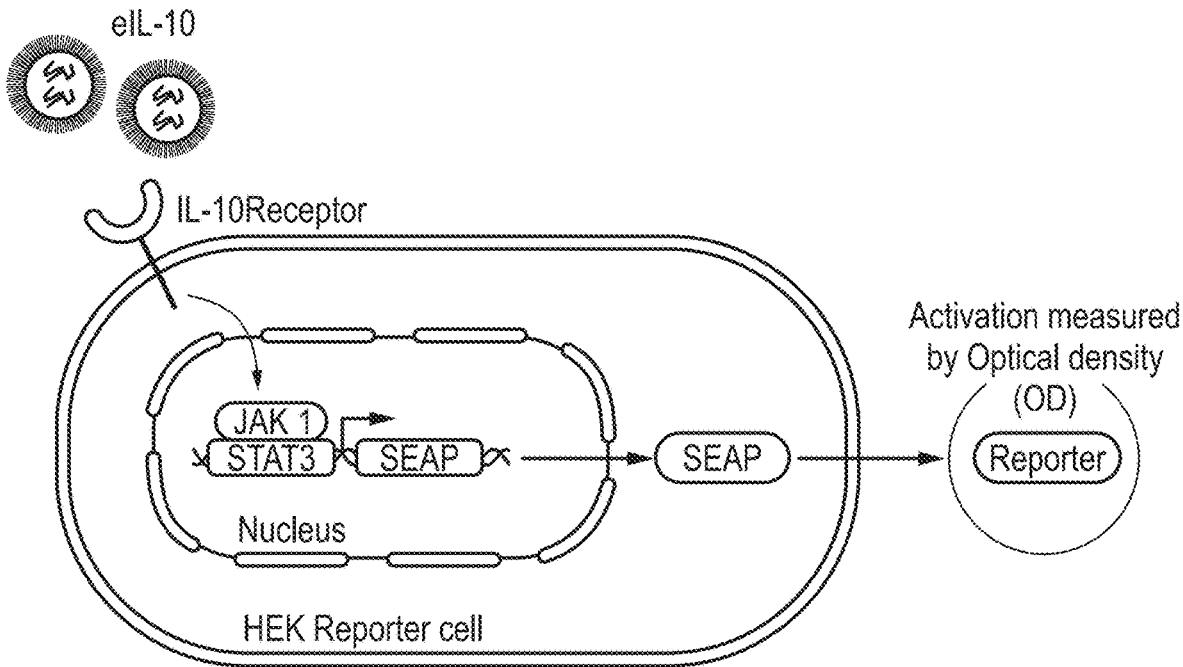 eIL-10
IL-10Receptor
Activation measured
by Optical density
(OD)
JAK 1
STAT3
SEAP
SEAP
Reporter
Nucleus
HEK Reporter cell